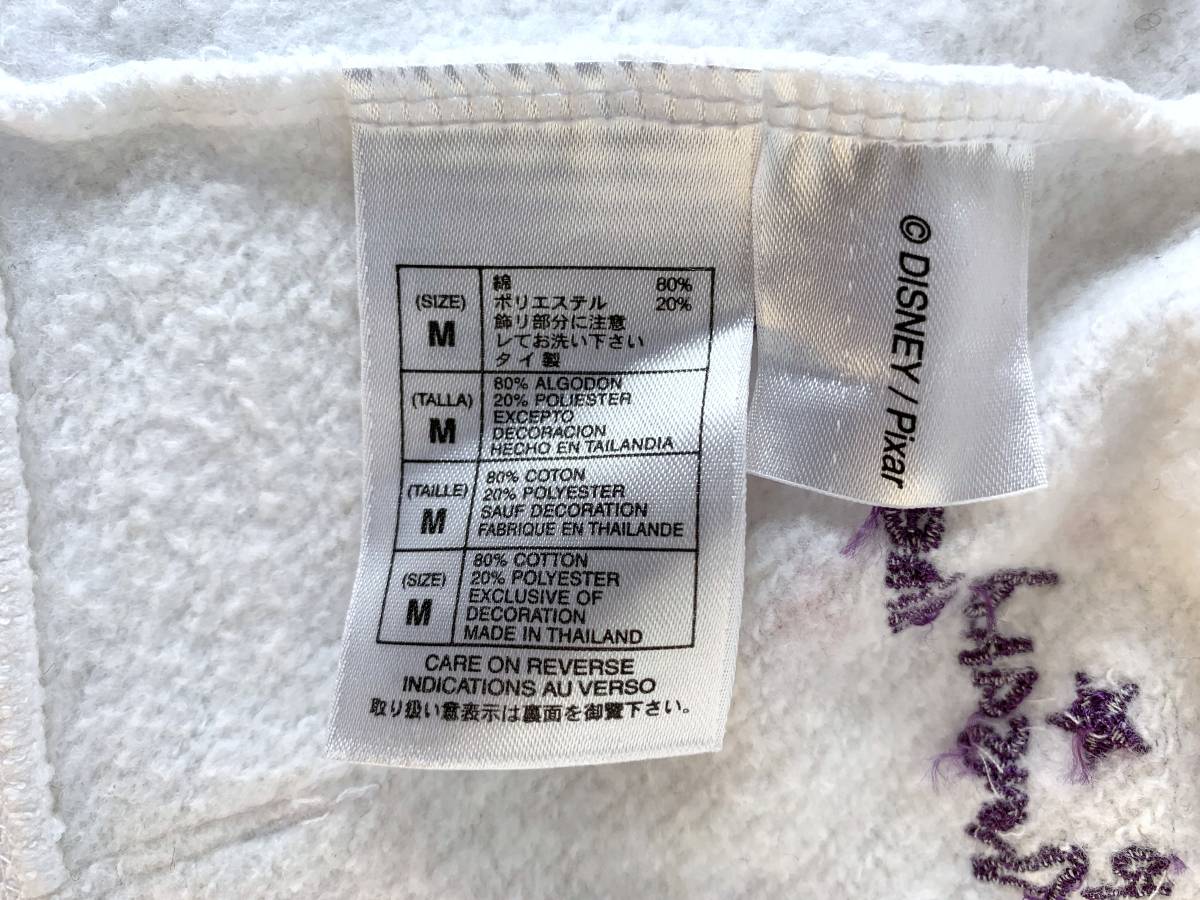 (SIZE)
M
綿 80%
ポリエステル 20%
飾リ部分に注意
レてお洗い下さい
タイ製
(TALLA)
M
80% ALGODON
20% POLIESTER
EXCEPTO
DECORACION
HECHO EN TAILANDIA
(TAILLE)
M
80% COTON
20% POLYESTER
SAUF DECORATION
FABRIQUE EN THAILANDE
(SIZE)
M
80% COTTON
20% POLYESTER
EXCLUSIVE OF
DECORATION
MADE IN THAILAND
CARE ON REVERSE
INDICATIONS AU VERSO
取り扱い意表示は裏面を御覧下さい。
© DISNEY / Pixar